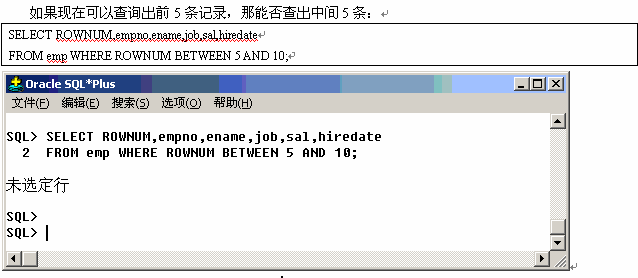 如果现在可以查询出前 5 条记录，那能否查出中间 5 条：
SELECT ROWNUM,empno,ename,job,sal,hiredate
FROM emp WHERE ROWNUM BETWEEN 5 AND 10;
Oracle SQL*Plus
文件(F) 编辑(E) 搜索(S) 选项(O) 帮助(H)
SQL> SELECT ROWNUM,empno,ename,job,sal,hiredate
2 FROM emp WHERE ROWNUM BETWEEN 5 AND 10;
未选定行
SQL>
SQL>